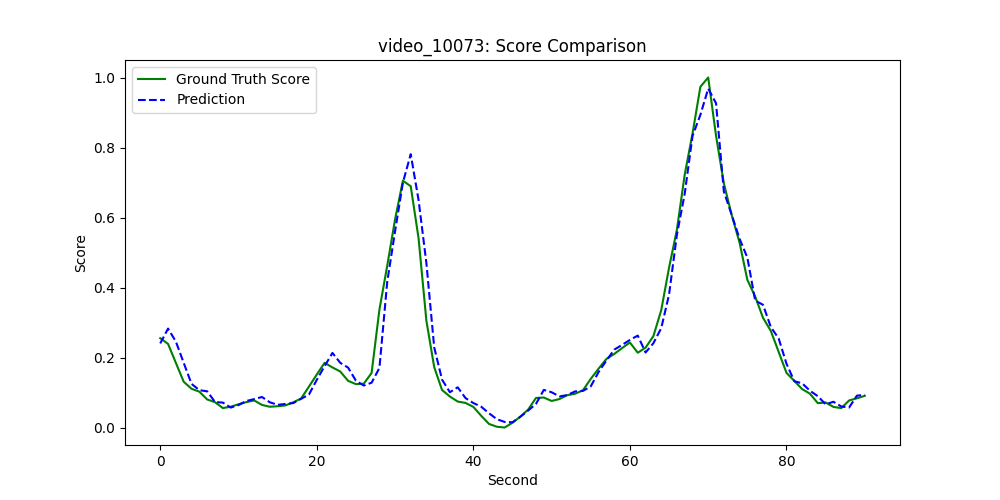 video_10073: Score Comparison
Ground Truth Score
Prediction
1.0
0.8
0.6
0.4
0.2
0.0
Score
0 20 40 60 80
Second